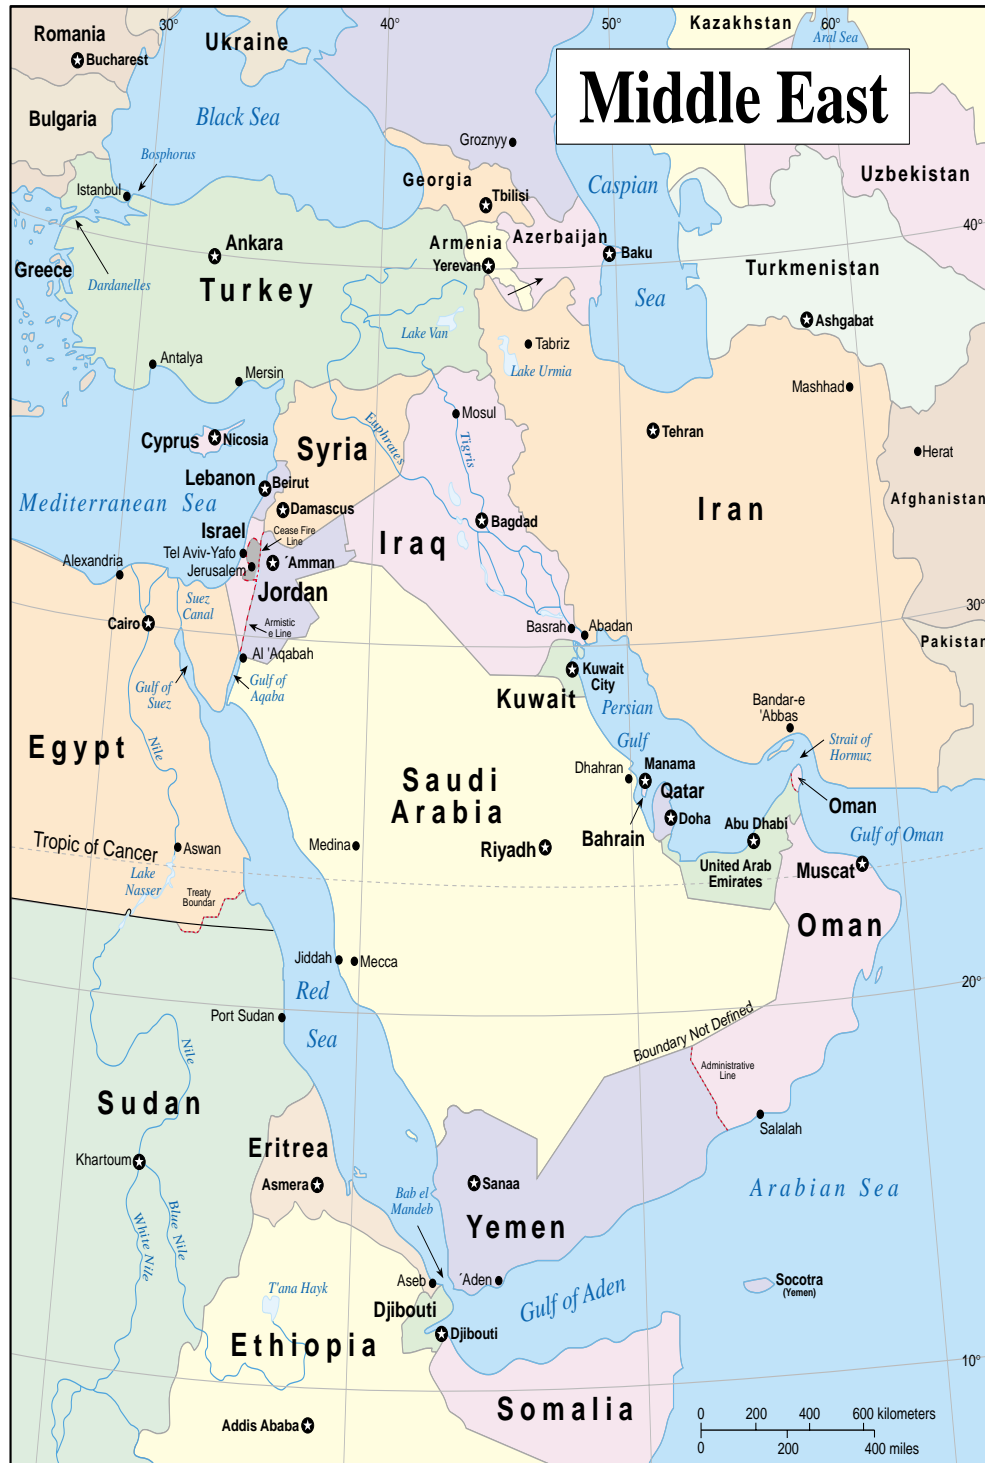 30°
40°
50°
60°
Romania
Bucharest
Ukraine
Kazakhstan
Aral Sea
Middle East
Bulgaria
Black Sea
Bosphorus
Istanbul
Groznyy
Georgia
Tbilisi
Caspian
Sea
Uzbekistan
40°
Ankara
Armenia
Yerevan
Azerbaijan
Baku
Greece
Dardanelles
Turkey
Turkmenistan
Ashgabat
Lake Van
Tabriz
Lake Urmia
Antalya
Mersin
Mashhad
Mosul
Cyprus
Nicosia
Euphrates
Tigris
Tehran
Syria
Herat
Lebanon
Beirut
Mediterranean Sea
Damascus
Bagdad
Iran
Afghanistan
Israel
Cease Fire
Line
Iraq
Tel Aviv-Yafo
Alexandria
Jerusalem
´Amman
Jordan
Suez
Canal
Cairo
Armistic
e Line
Basrah
Abadan
30°
Pakistan
Al 'Aqabah
Gulf of
Suez
Gulf of
Aqaba
Kuwait
City
Kuwait
Persian
Gulf
Bandar-e
'Abbas
Strait of
Hormuz
Egypt
Nile
Saudi
Arabia
Dhahran
Manama
Qatar
Doha
Bahrain
Oman
Abu Dhabi
Gulf of Oman
Tropic of Cancer
Aswan
Medina
Riyadh
United Arab
Emirates
Muscat
Lake
Nasser
Treaty
Boundar
Oman
Jiddah
Mecca
Red
Sea
20°
Port Sudan
Boundary Not Defined
Nile
Administrative
Line
Sudan
Salalah
Eritrea
Khartoum
Asmera
Sanaa
Bab el
Mandeb
Arabian Sea
White Nile
Blue Nile
Yemen
Aseb
´Aden
T'ana Hayk
Socotra
(Yemen)
Gulf of Aden
Djibouti
Djibouti
Ethiopia
10°
Somalia
Addis Ababa
0 200 400 600 kilometers
0 200 400 miles